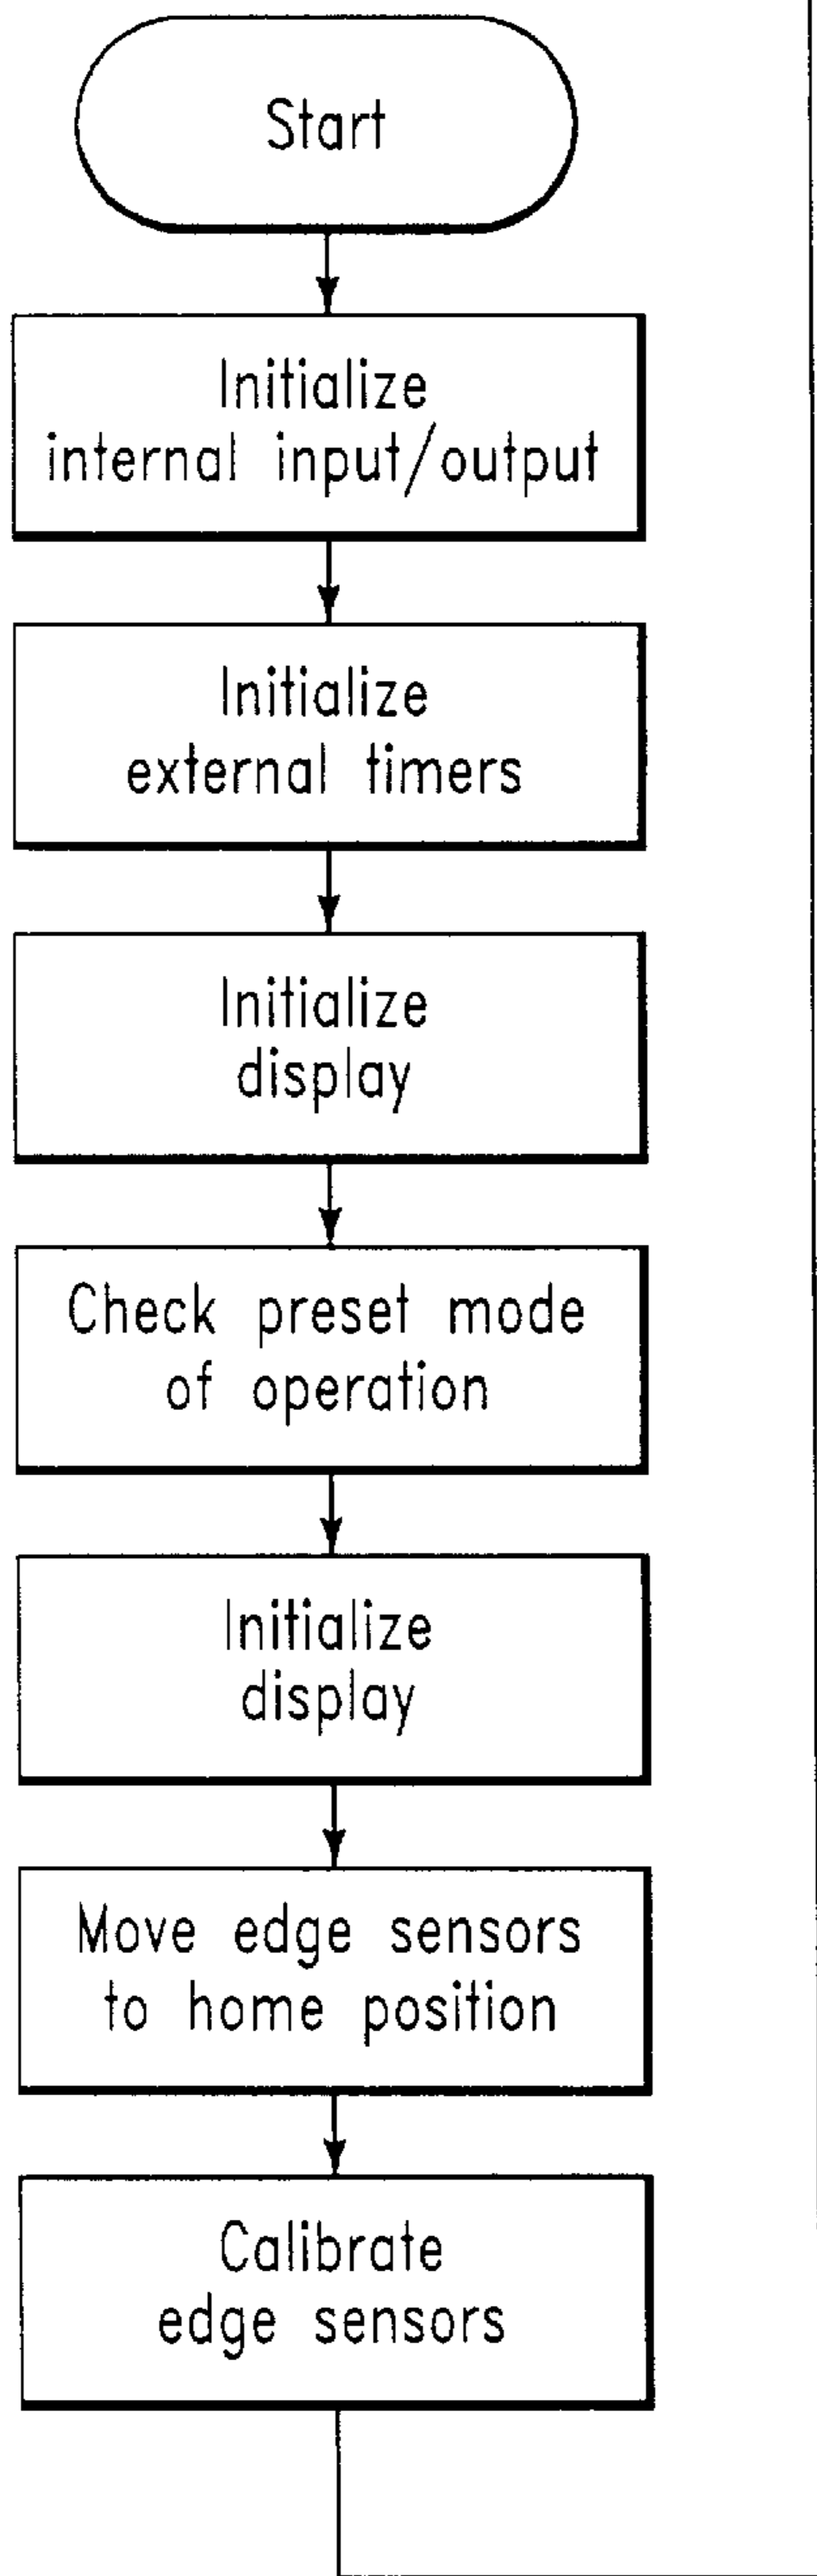 Start
Initialize
internal input/output
Initialize
external timers
Initialize
display
Check preset mode
of operation
Initialize
display
Move edge sensors
to home position
Calibrate
edge sensors